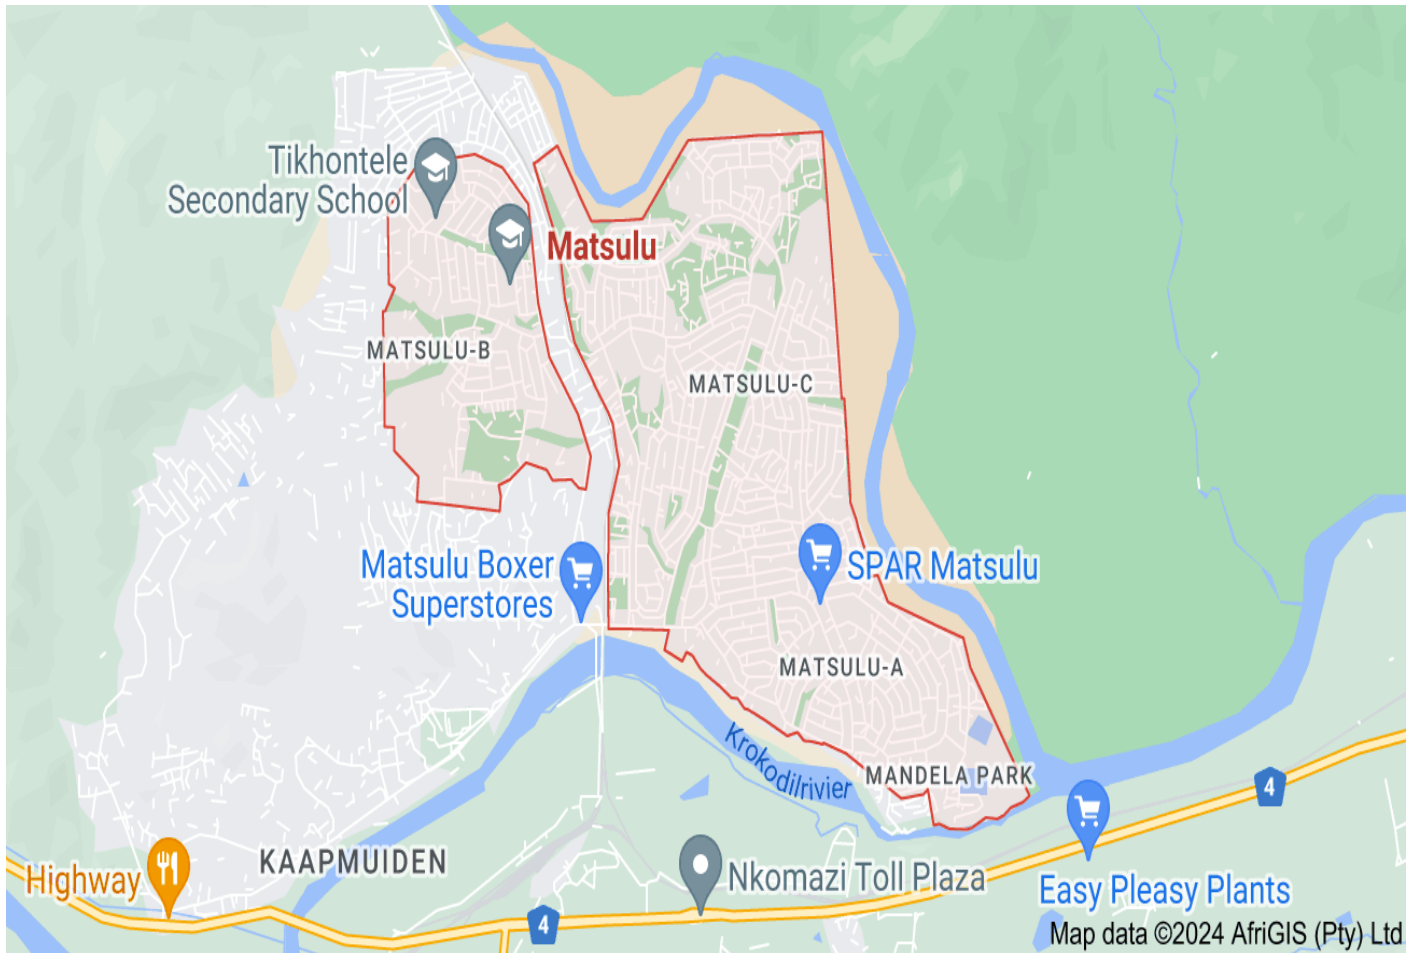 Tikhontele
Secondary School
Matsulu
MATSULU-B
MATSULU-C
Matsulu Boxer
Superstores
SPAR Matsulu
MATSULU-A
Krokodilrivier
MANDELA PARK
4
KAAPMUIDEN
Highway
Nkomazi Toll Plaza
Easy Pleasy Plants
4
Map data ©2024 AfriGIS (Pty) Ltd